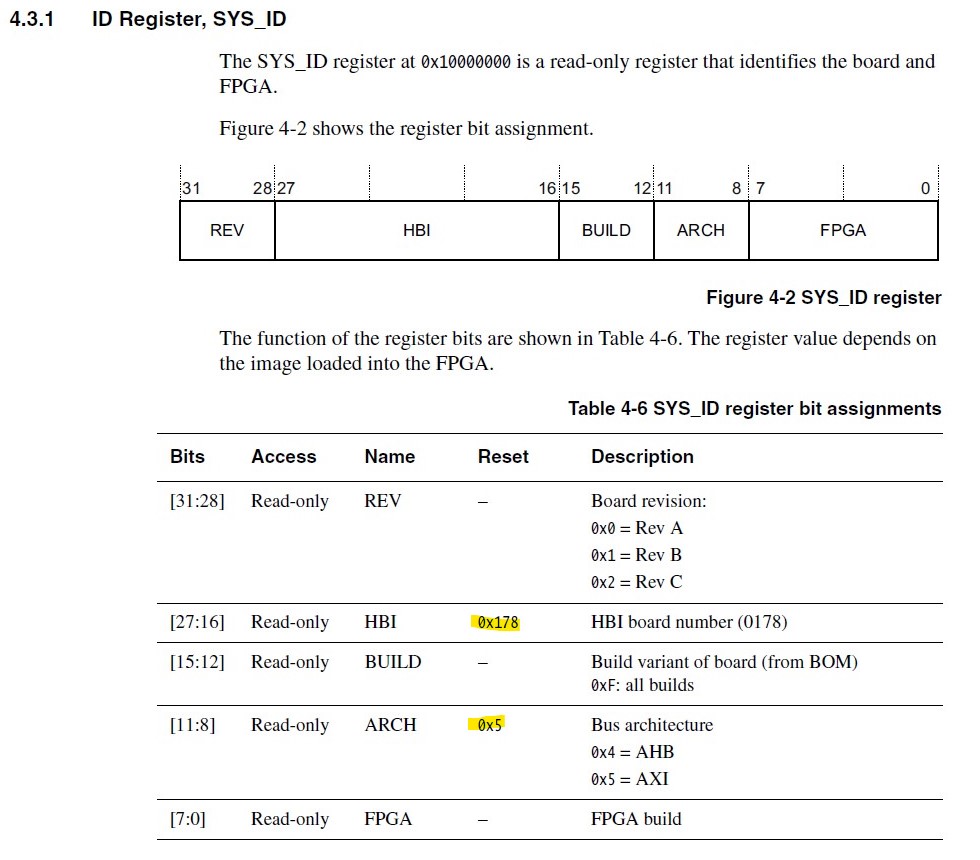 4.3.1 ID Register, SYS_ID
The SYS_ID register at 0x10000000 is a read-only register that identifies the board and
FPGA.
Figure 4-2 shows the register bit assignment.
31 28 27 16 15 12 11 8 7 0
REV HBI BUILD ARCH FPGA
Figure 4-2 SYS_ID register
The function of the register bits are shown in Table 4-6. The register value depends on
the image loaded into the FPGA.
Table 4-6 SYS_ID register bit assignments
Bits Access Name Reset Description
[31:28] Read-only REV – Board revision:
0x0 = Rev A
0x1 = Rev B
0x2 = Rev C
[27:16] Read-only HBI 0x178 HBI board number (0178)
[15:12] Read-only BUILD – Build variant of board (from BOM)
0xF: all builds
[11:8] Read-only ARCH 0x5 Bus architecture
0x4 = AHB
0x5 = AXI
[7:0] Read-only FPGA – FPGA build